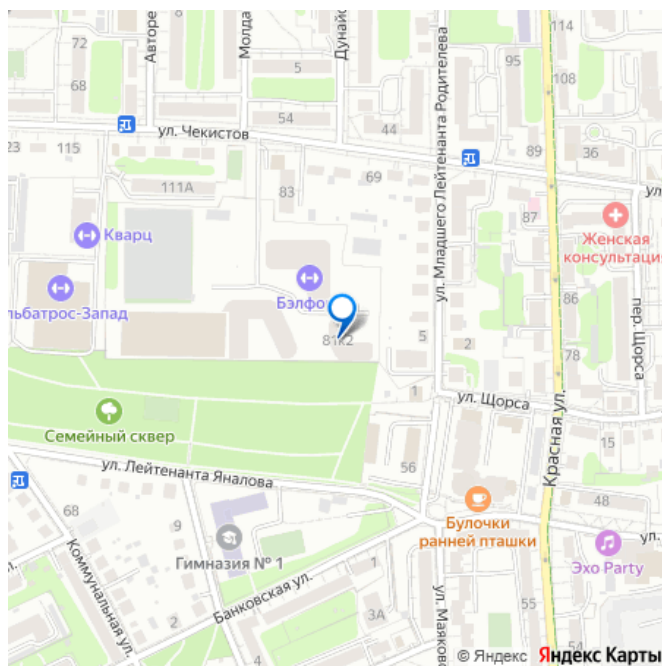 72
68
Авторе
Молда
5
Дунайс
95
108
114
54
44
ул. Чекистов
ул. Младшего Лейтенанта Родителева
89
36
23
115
111А
83
69
ул.
87
Женская
консультация
Кварц
льбатрос-Запад
Бэлфо
81к2
5
2
86
78
пер. Щорса
1
ул. Щорса
Красная ул.
15
Семейный сквер
ул. Лейтенанта Яналова
56
68
9
Гимназия № 1
Булочки
ранней пташки
48
ул.
Эхо Party
Коммунальная ул.
Банковская ул.
1
3А
ул. Маяковс
55
54
© Яндекс Яндекс Карты